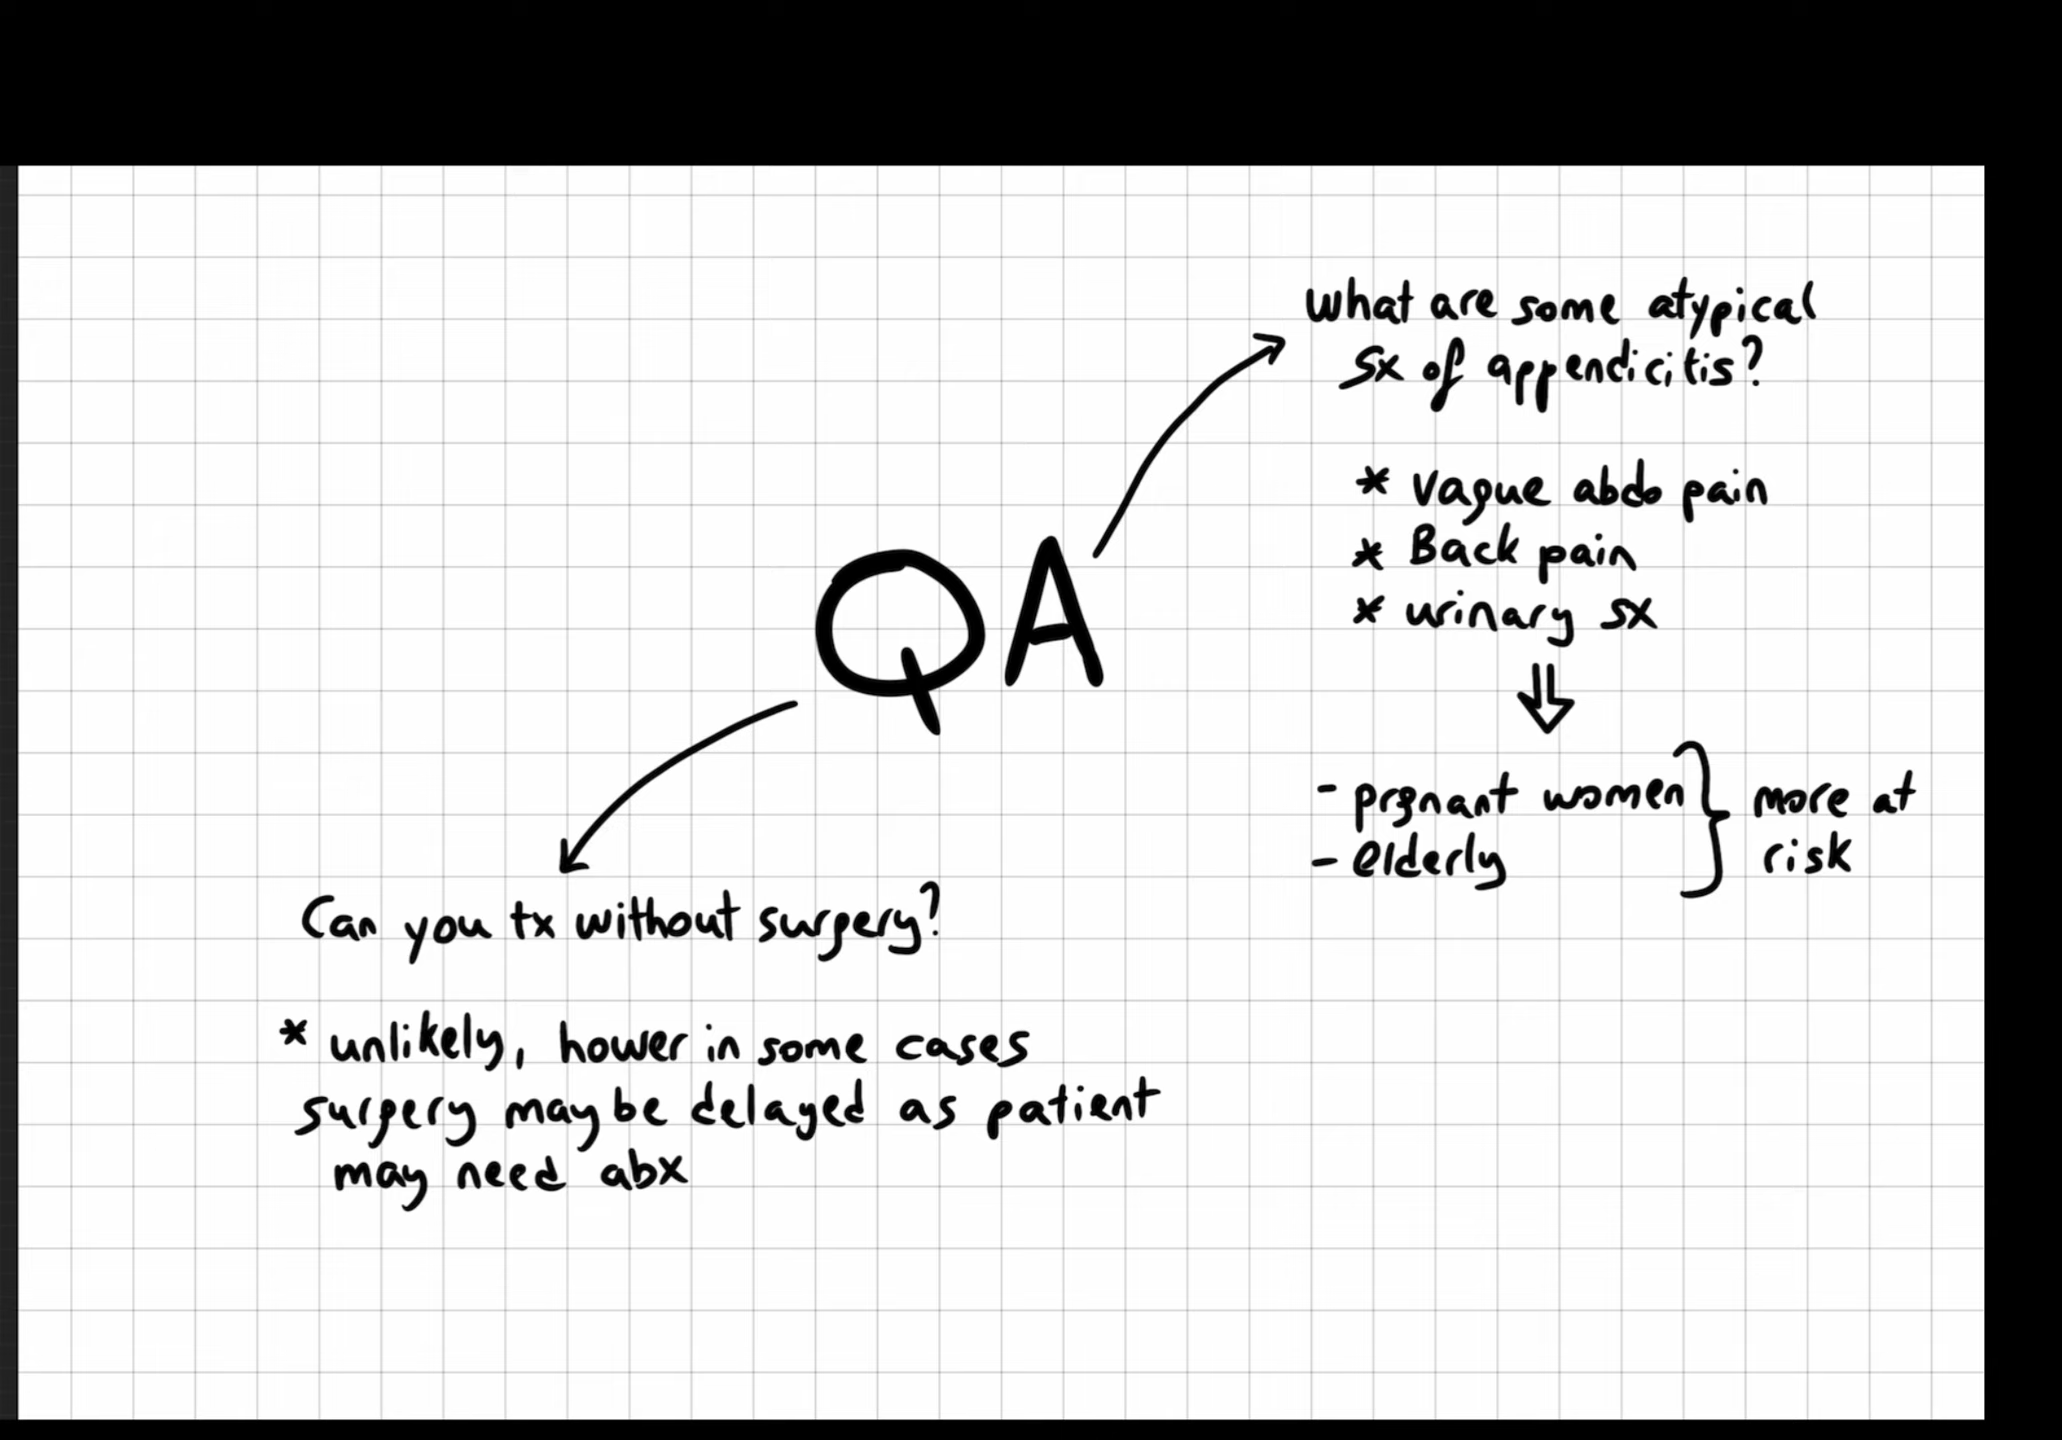 QA
What are some atypical
sx of appendicitis?
* vague abdo pain
* Back pain
* urinary sx
- pregnant women
- elderly
more at
risk
Can you tx without surgery?
* unlikely, hower in some cases
surgery may be delayed as patient
may need abx